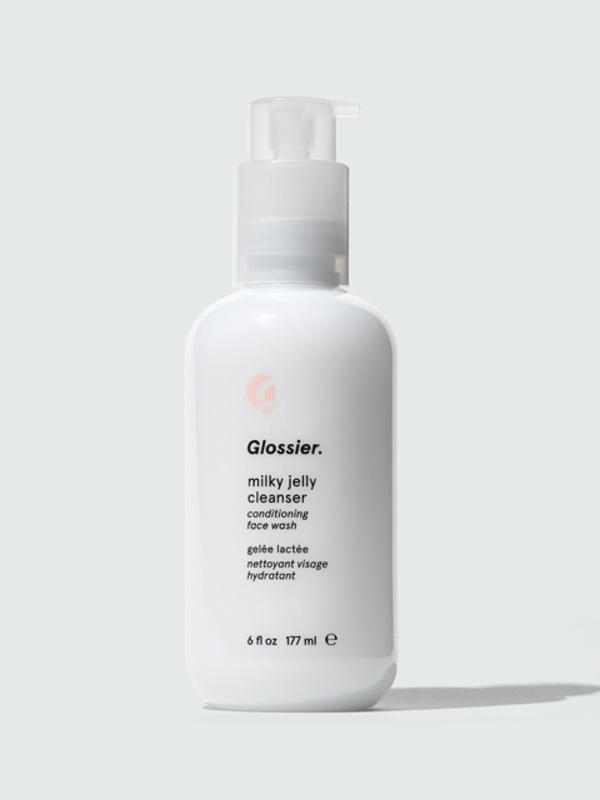 G
Glossier.
milky jelly
cleanser
conditioning
face wash
gelée lactée
nettoyant visage
hydratant
6 fl oz 177 ml ℮